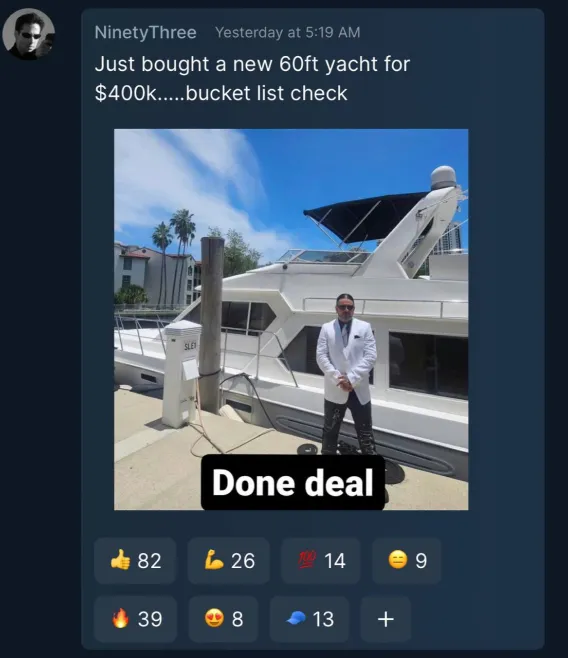 NinetyThree Yesterday at 5:19 AM
Just bought a new 60ft yacht for
$400k.....bucket list check
Done deal
82
26
14
9
39
8
13
+